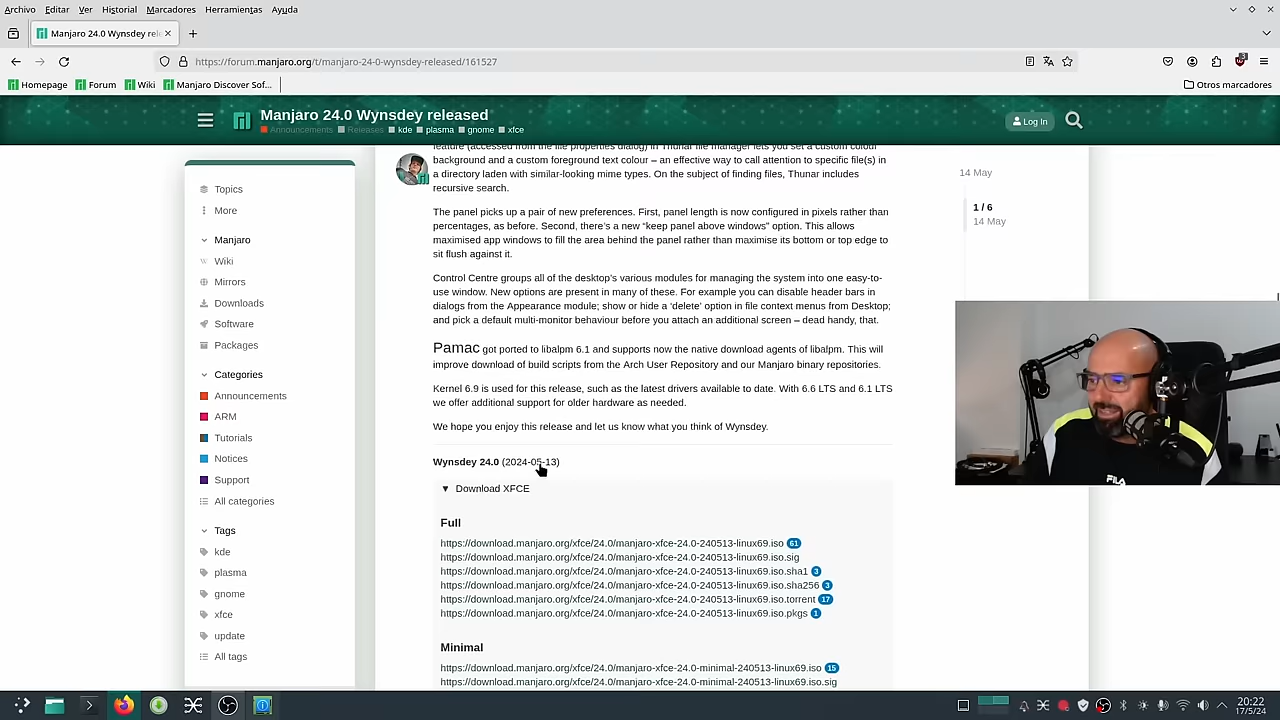 Archivo Editar Ver Historial Marcadores Herramientas Ayuda
Manjaro 24.0 Wynsdey rele
https://forum.manjaro.org/t/manjaro-24-0-wynsdey-released/161527
Homepage Forum Wiki Manjaro Discover Sof... Otros marcadores
Manjaro 24.0 Wynsdey released
Announcements Releases kde plasma gnome xfce
Log In
Topics
More
Manjaro
Wiki
Mirrors
Downloads
Software
Packages
Categories
Announcements
ARM
Tutorials
Notices
Support
All categories
Tags
kde
plasma
gnome
xfce
update
All tags
feature (accessed from the file properties dialog) in Thunar file manager lets you set a custom colour
background and a custom foreground text colour – an effective way to call attention to specific file(s) in
a directory laden with similar-looking mime types. On the subject of finding files, Thunar includes
recursive search.
The panel picks up a pair of new preferences. First, panel length is now configured in pixels rather than
percentages, as before. Second, there's a new “keep panel above windows” option. This allows
maximised app windows to fill the area behind the panel rather than maximise its bottom or top edge to
sit flush against it.
Control Centre groups all of the desktop's various modules for managing the system into one easy-to-
use window. New options are present in many of these. For example you can disable header bars in
dialogs from the Appearance module; show or hide a ‘delete’ option in file context menus from Desktop;
and pick a default multi-monitor behaviour before you attach an additional screen – dead handy, that.
Pamac got ported to libalpm 6.1 and supports now the native download agents of libalpm. This will
improve download of build scripts from the Arch User Repository and our Manjaro binary repositories.
Kernel 6.9 is used for this release, such as the latest drivers available to date. With 6.6 LTS and 6.1 LTS
we offer additional support for older hardware as needed.
We hope you enjoy this release and let us know what you think of Wynsdey.
Wynsdey 24.0 (2024-05-13)
Download XFCE
Full
https://download.manjaro.org/xfce/24.0/manjaro-xfce-24.0-240513-linux69.iso 61
https://download.manjaro.org/xfce/24.0/manjaro-xfce-24.0-240513-linux69.iso.sig
https://download.manjaro.org/xfce/24.0/manjaro-xfce-24.0-240513-linux69.iso.sha1 3
https://download.manjaro.org/xfce/24.0/manjaro-xfce-24.0-240513-linux69.iso.sha256 3
https://download.manjaro.org/xfce/24.0/manjaro-xfce-24.0-240513-linux69.iso.torrent 17
https://download.manjaro.org/xfce/24.0/manjaro-xfce-24.0-240513-linux69.iso.pkgs 1
Minimal
https://download.manjaro.org/xfce/24.0/manjaro-xfce-24.0-minimal-240513-linux69.iso 15
https://download.manjaro.org/xfce/24.0/manjaro-xfce-24.0-minimal-240513-linux69.iso.sig
14 May
1 / 6
14 May
FILA
20:22
17/5/24